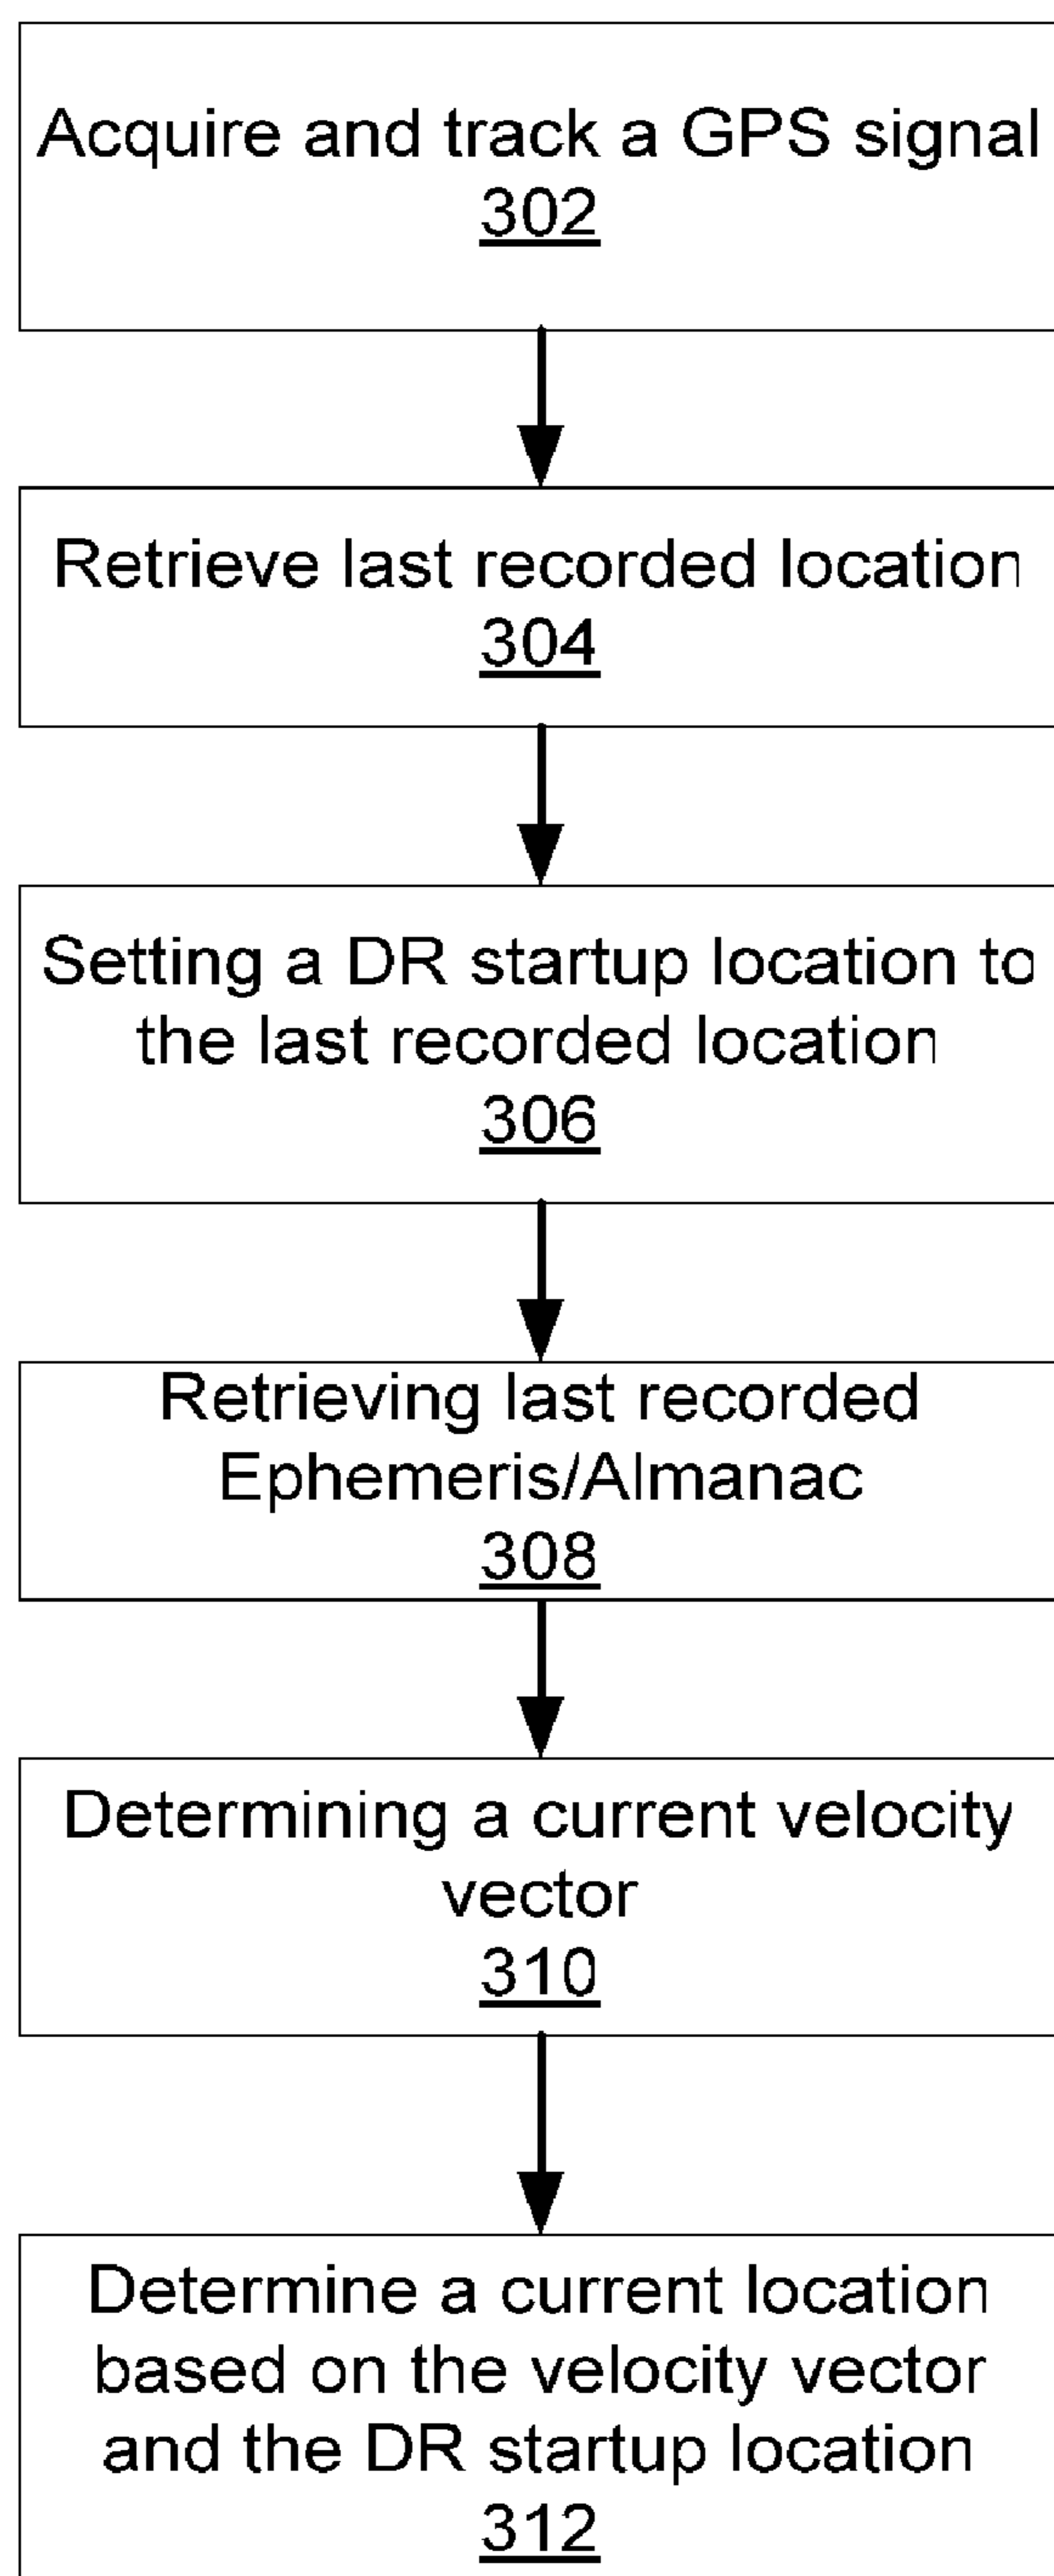 Acquire and track a GPS signal
302
Retrieve last recorded location
304
Setting a DR startup location to
the last recorded location
306
Retrieving last recorded
Ephemeris/Almanac
308
Determining a current velocity
vector
310
Determine a current location
based on the velocity vector
and the DR startup location
312